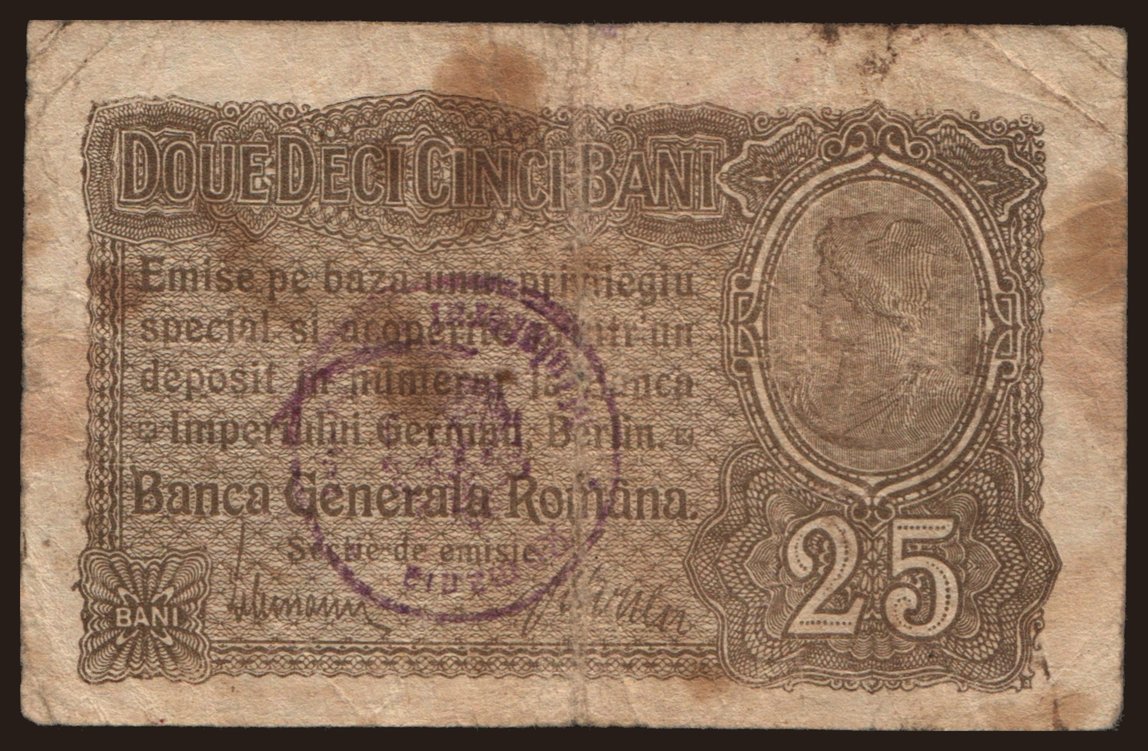 DOUE DECI CINCI BANI
Emise pe baza unui privilegiu
special si acoperite printr'un
deposit in numerar la Banca
Imperiului German, Berlin.
Banca Generala Româna.
Sectie de emisie
BANI
25